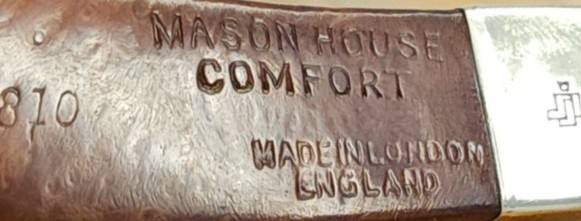 MASON HOUSE
COMFORT
810
MADE IN LONDON
ENGLAND